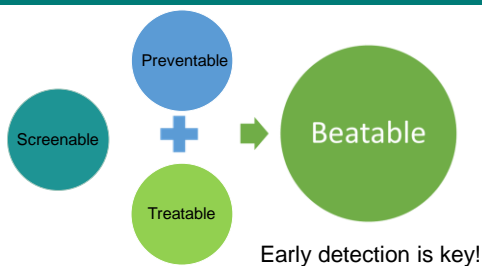 Preventable
Screenable
Beatable
Treatable
Early detection is key!